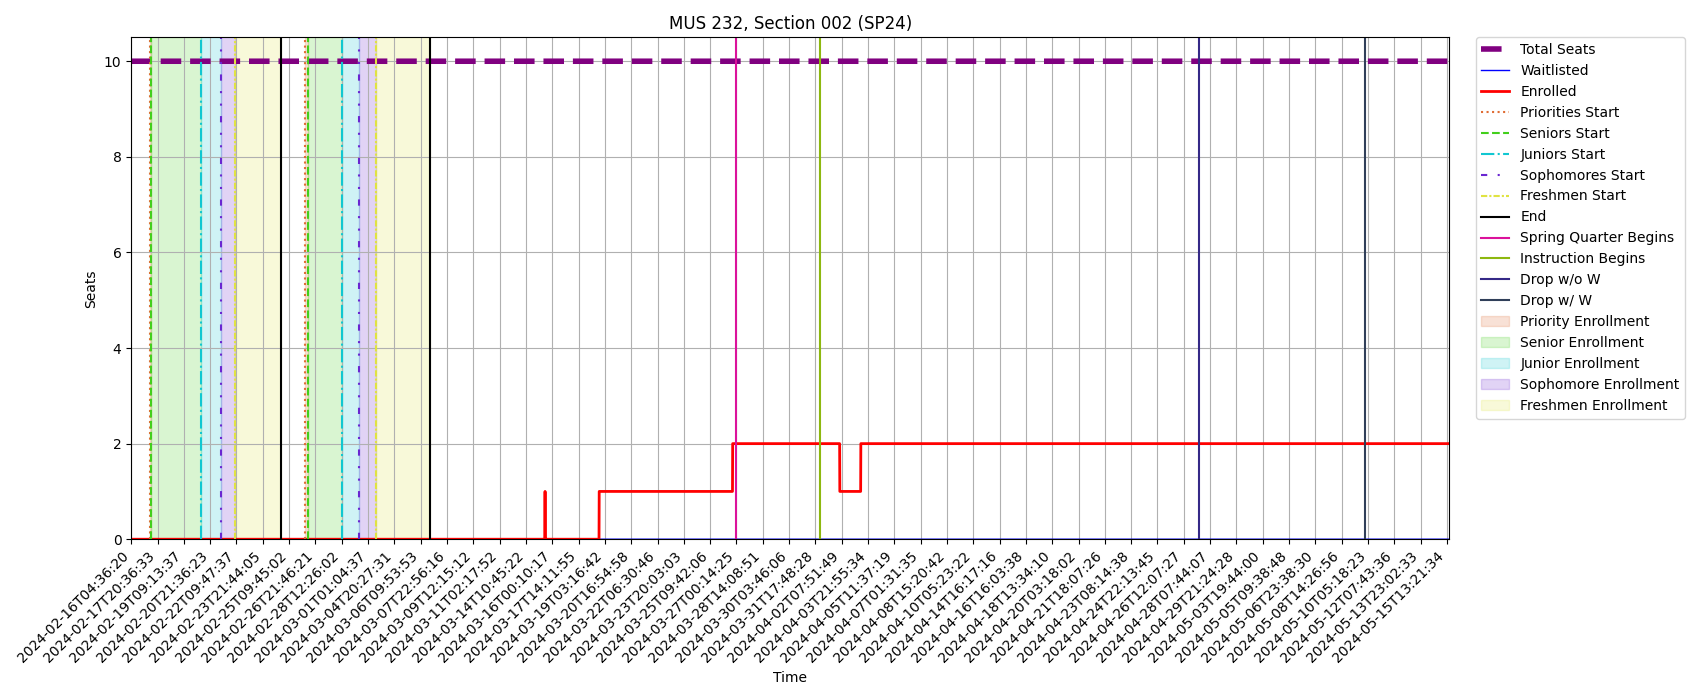 MUS 232, Section 002 (SP24)
Seats
10
8
6
4
2
0
2024-02-16T04:36:20
2024-02-17T20:36:33
2024-02-19T09:13:37
2024-02-20T21:36:23
2024-02-22T09:47:37
2024-02-23T21:44:05
2024-02-25T09:45:02
2024-02-26T21:46:21
2024-02-28T12:26:02
2024-03-01T01:04:37
2024-03-04T20:27:31
2024-03-06T09:53:53
2024-03-07T22:56:16
2024-03-09T12:15:12
2024-03-11T02:17:52
2024-03-14T10:45:22
2024-03-16T00:10:17
2024-03-17T14:11:55
2024-03-19T03:16:42
2024-03-20T16:54:58
2024-03-22T06:30:46
2024-03-23T20:03:03
2024-03-25T09:42:06
2024-03-27T00:14:25
2024-03-28T14:08:51
2024-03-30T03:46:06
2024-03-31T17:48:28
2024-04-02T07:51:49
2024-04-03T21:55:34
2024-04-05T11:37:19
2024-04-07T01:31:35
2024-04-08T15:20:42
2024-04-10T05:23:22
2024-04-14T16:17:16
2024-04-16T16:03:38
2024-04-18T13:34:10
2024-04-20T03:18:02
2024-04-21T18:07:26
2024-04-23T08:14:38
2024-04-24T22:13:45
2024-04-26T12:07:27
2024-04-28T07:44:07
2024-04-29T21:24:28
2024-05-03T19:44:00
2024-05-05T09:38:48
2024-05-06T23:38:30
2024-05-08T14:26:56
2024-05-10T05:18:23
2024-05-12T07:43:36
2024-05-13T23:02:33
2024-05-15T13:21:34
Time
Total Seats
Waitlisted
Enrolled
Priorities Start
Seniors Start
Juniors Start
Sophomores Start
Freshmen Start
End
Spring Quarter Begins
Instruction Begins
Drop w/o W
Drop w/ W
Priority Enrollment
Senior Enrollment
Junior Enrollment
Sophomore Enrollment
Freshmen Enrollment